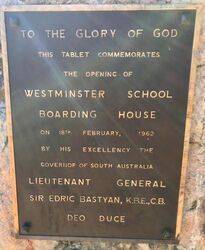 TO THE GLORY OF GOD
THIS TABLET COMMEMORATES
THE OPENING OF
WESTMINSTER SCHOOL
BOARDING HOUSE
ON 18TH FEBRUARY, 1962
BY HIS EXCELLENCY THE
GOVERNOR OF SOUTH AUSTRALIA
LIEUTENANT GENERAL
SIR EDRIC BASTYAN, K.B.E., C.B.
DEO DUCE